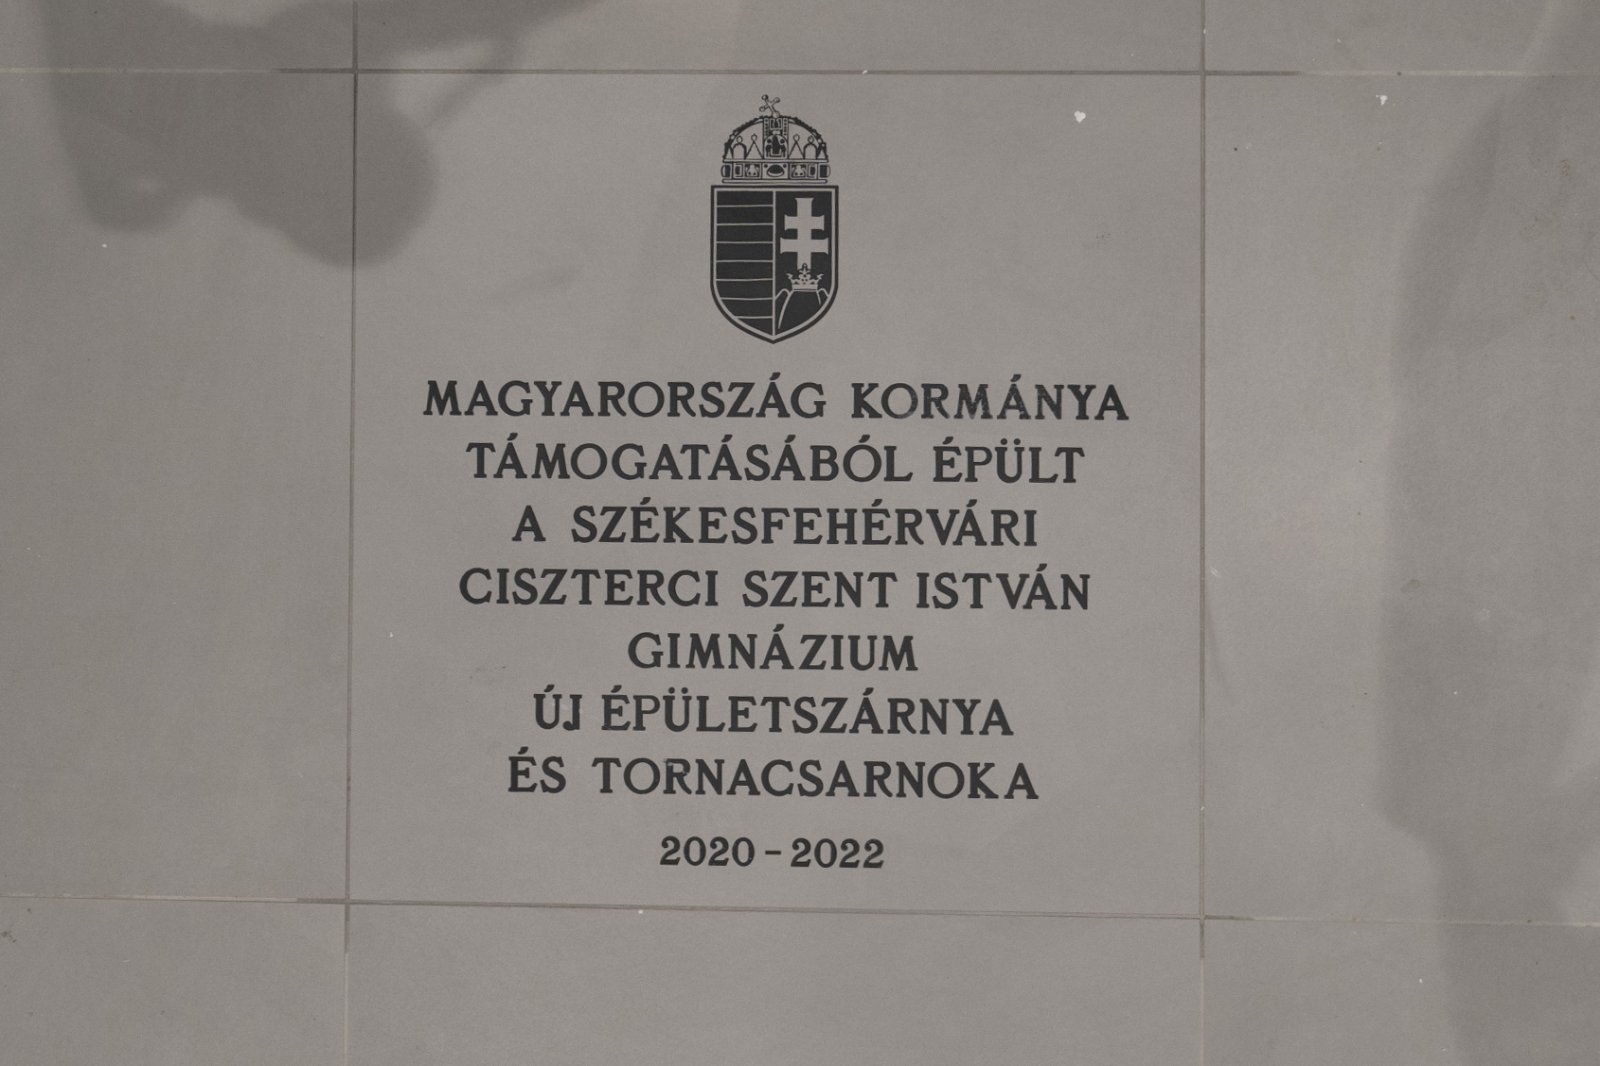 MAGYARORSZÁG KORMÁNYA
TÁMOGATÁSÁBÓL ÉPÜLT
A SZÉKESFEHÉRVÁRI
CISZTERCI SZENT ISTVÁN
GIMNÁZIUM
ÚJ ÉPÜLETSZÁRNYA
ÉS TORNACSARNOKA
2020-2022